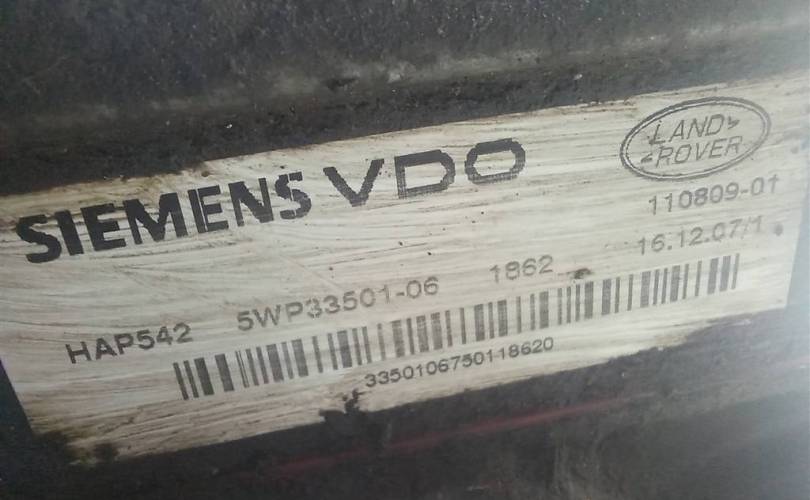 SIEMENS VDO
LAND
ROVER
110809-01
HAP542 5WP33501-06 1862 16.12.07/1
3350106750118620